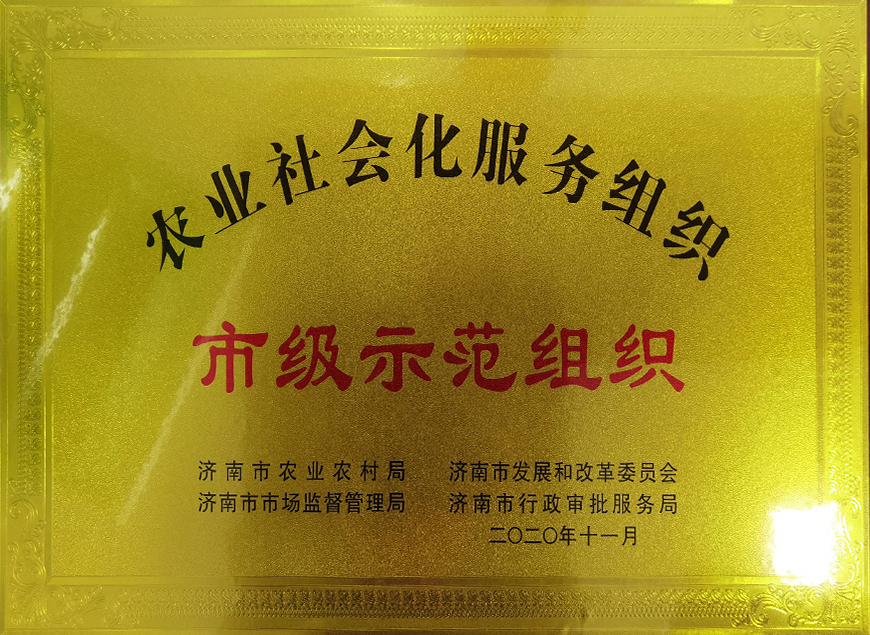 农业社会化服务组织
市级示范组织
济南市农业农村局 济南市发展和改革委员会
济南市市场监督管理局 济南市行政审批服务局
二〇二〇年十一月